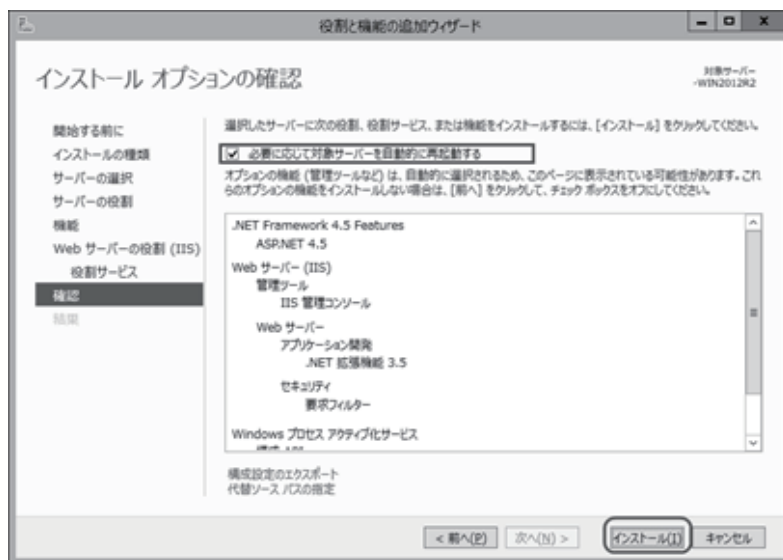 役割と機能の追加ウィザード
インストール オプションの確認
対象サーバー
-WIN2012R2
開始する前に
インストールの種類
サーバーの選択
サーバーの役割
機能
Web サーバーの役割 (IIS)
役割サービス
確認
結果
選択したサーバーに次の役割、役割サービス、または機能をインストールするには、[インストール] をクリックしてください。
必要に応じて対象サーバーを自動的に再起動する
オプションの機能 (管理ツールなど) は、自動的に選択されるため、このページに表示されている可能性があります。これ
らのオプションの機能をインストールしない場合は、[前へ] をクリックして、チェック ボックスをオフにしてください。
.NET Framework 4.5 Features
ASP.NET 4.5
Web サーバー (IIS)
管理ツール
IIS 管理コンソール
Web サーバー
アプリケーション開発
.NET 拡張機能 3.5
セキュリティ
要求フィルター
Windows プロセス アクティブ化サービス
構成設定のエクスポート
代替ソース パスの指定
< 前へ(P)
次へ(N) >
インストール(I)
キャンセル